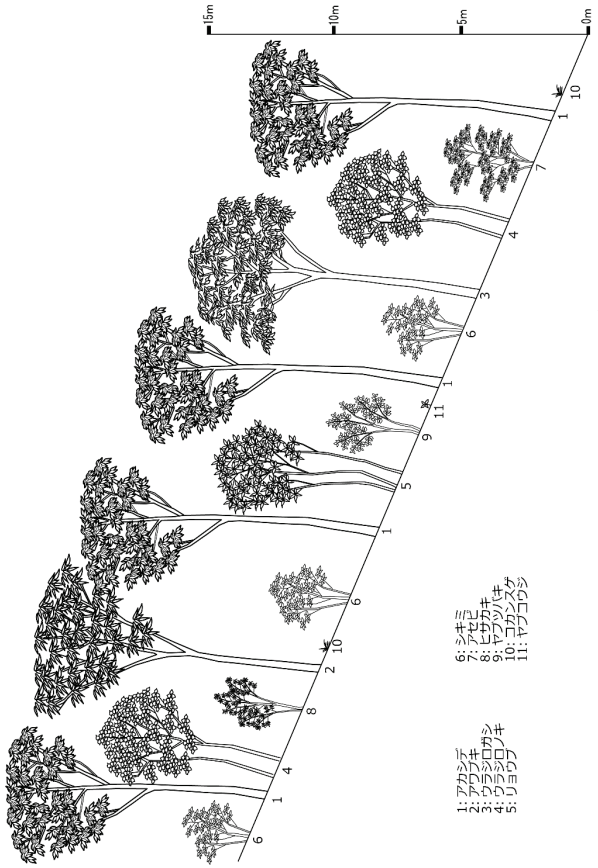 15m
10m
5m
0m
6
1
4
8
2
10
6
1
5
9
11
1
6
3
4
7
1
10
1: アカシデ
2: アワブキ
3: ウラジロガシ
4: ウラジロノキ
5: リョウブ
6: シキミ
7: アセビ
8: ヒサカキ
9: ヤブツバキ
10: コカンスゲ
11: ヤブコウジ